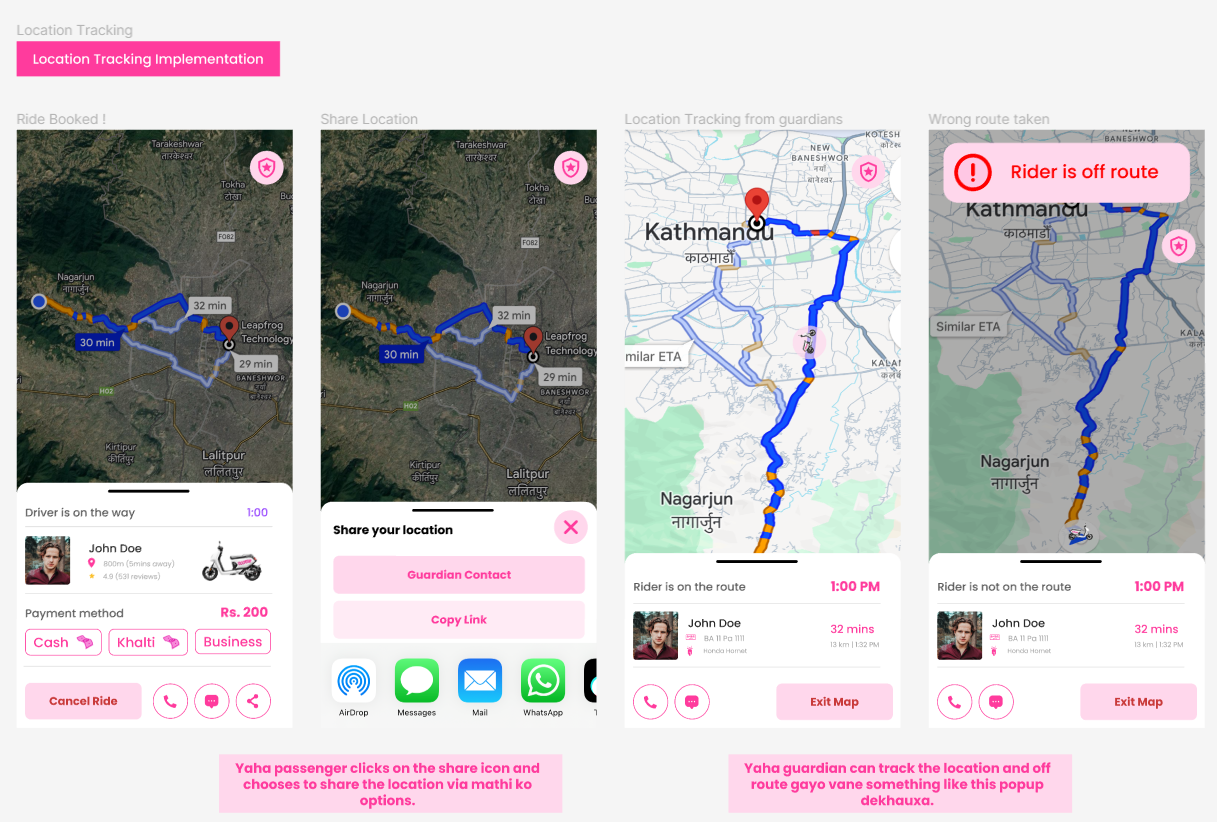 Location Tracking
Location Tracking Implementation
Ride Booked !
Tarakeshwar
तारकेश्वर
Tokha
टोखा
F082
Nagarjun
नागार्जुन
32 min
30 min
Leapfrog
Technology
29 min
BANESHWOR
नयाँ
बानेश्वर
H02
Kirtipur
कीर्तिपुर
Lalitpur
ललितपुर
Driver is on the way
1:00
John Doe
800m (5mins away)
4.9 (531 reviews)
Payment method
Rs. 200
Cash
Khalti
Business
Cancel Ride
Share Location
Tarakeshwar
तारकेश्वर
Tokha
टोखा
F082
Nagarjun
नागार्जुन
32 min
30 min
Leapfrog
Technology
29 min
BANESHWOR
नयाँ
बानेश्वर
H02
Kirtipur
कीर्तिपुर
Lalitpur
ललितपुर
Share your location
Guardian Contact
Copy Link
AirDrop
Messages
Mail
WhatsApp
Location Tracking from guardians
KOTESH
NEW
BANESHWOR
नयाँ
बानेश्वर
Kathmandu
काठमाडौं
milar ETA
KALAN
Nagarjun
नागार्जुन
Rider is on the route
1:00 PM
John Doe
BA 11 Pa 1111
Honda Hornet
32 mins
13 km | 1:32 PM
Exit Map
Wrong route taken
BANESHWOR
Rider is off route
Kathmandu
काठमाडौं
Similar ETA
KALA
Nagarjun
नागार्जुन
Rider is not on the route
1:00 PM
John Doe
BA 11 Pa 1111
Honda Hornet
32 mins
13 km | 1:32 PM
Exit Map
Yaha passenger clicks on the share icon and
chooses to share the location via mathi ko
options.
Yaha guardian can track the location and off
route gayo vane something like this popup
dekhauxa.